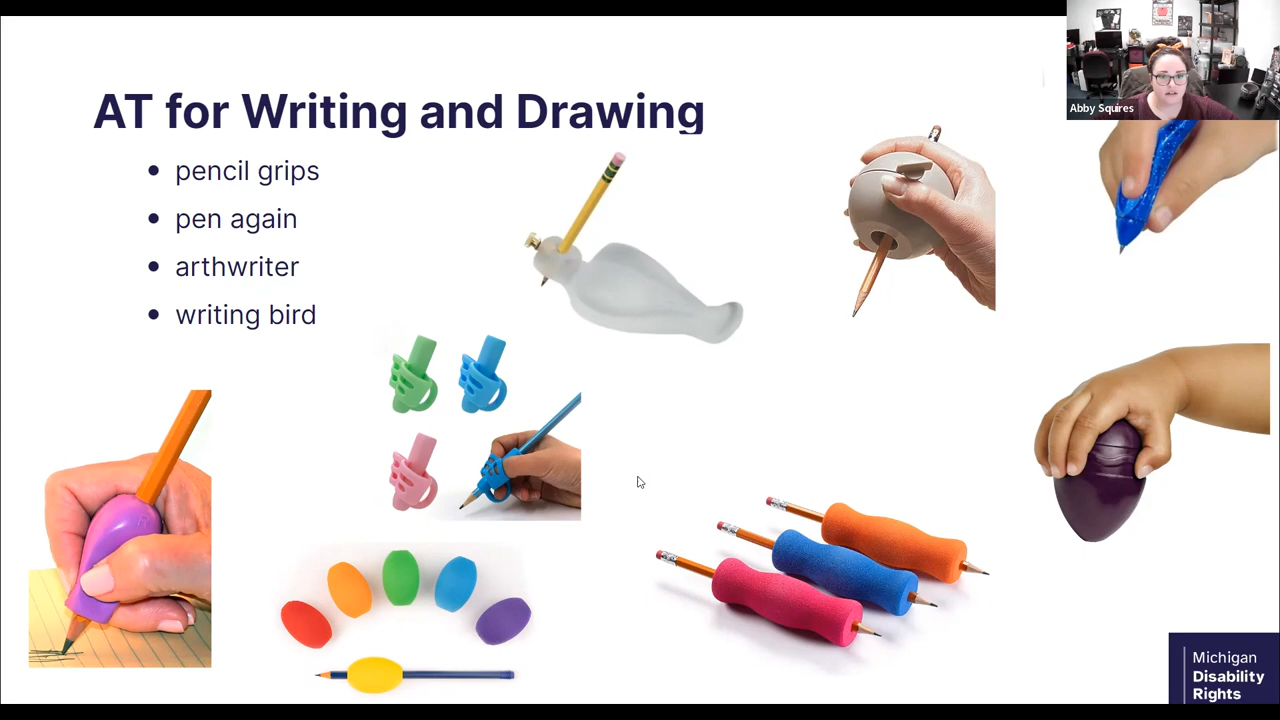 Abby Squires
AT for Writing and Drawing
pencil grips
pen again
arthwriter
writing bird
Michigan
Disability
Rights